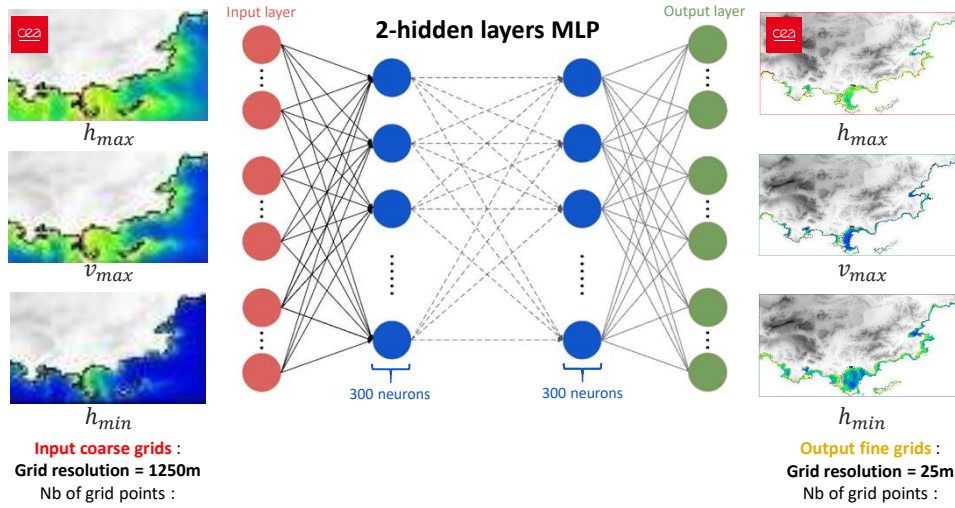 Input layer
Output layer
2-hidden layers MLP
cea
cea
h_max
h_max
v_max
v_max
300 neurons
300 neurons
h_min
h_min
Input coarse grids :
Grid resolution = 1250m
Nb of grid points :
Output fine grids :
Grid resolution = 25m
Nb of grid points :